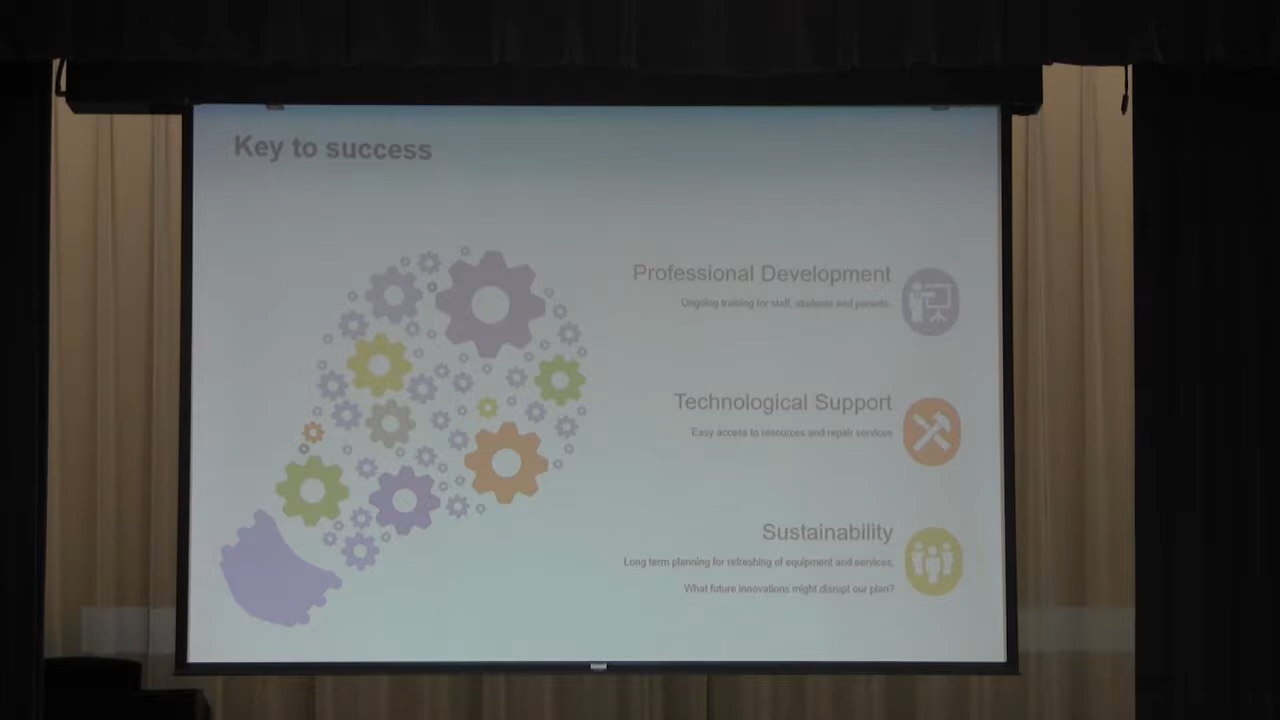 Key to success
Professional Development
Ongoing training for staff, students and parents.
Technological Support
Easy access to resources and repair services
Sustainability
Long term planning for refreshing of equipment and services,
What future innovations might disrupt our plan?